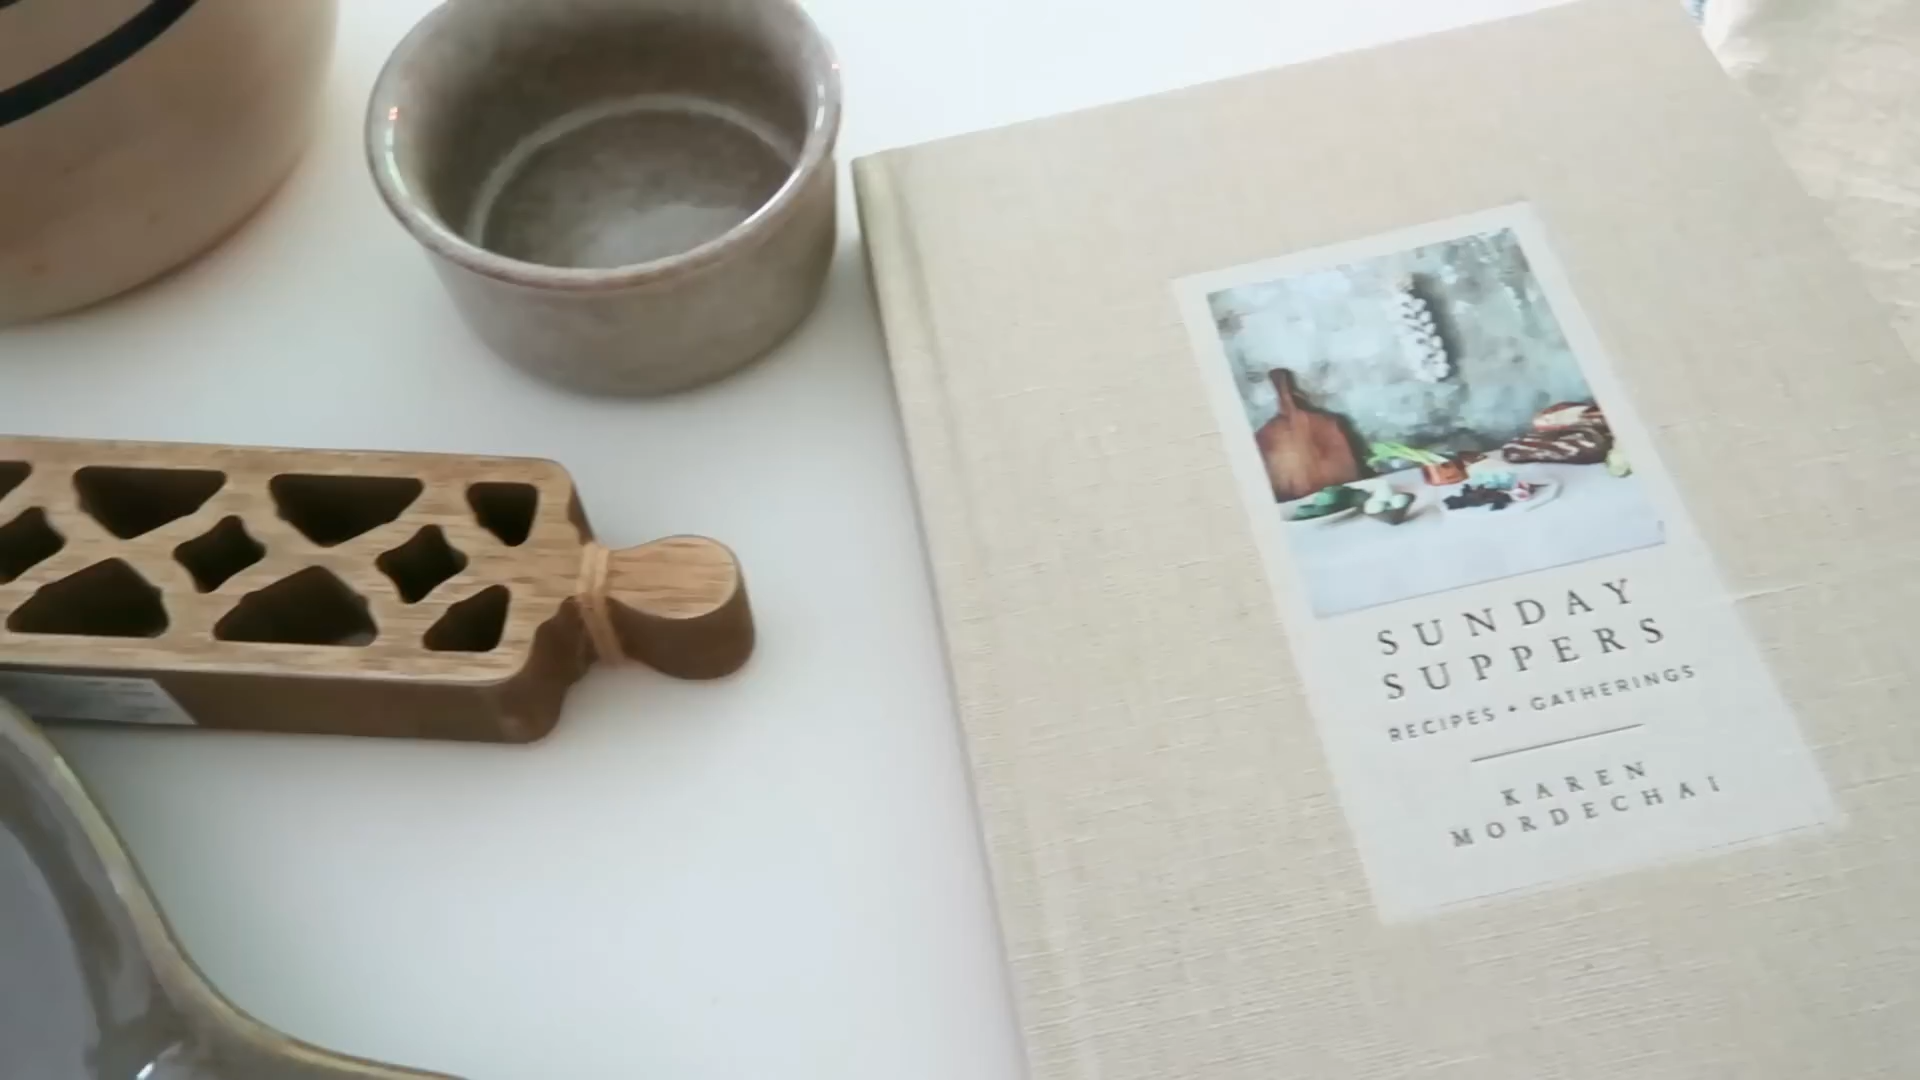 SUNDAY
SUPPERS
RECIPES + GATHERINGS
KAREN
MORDECHAI